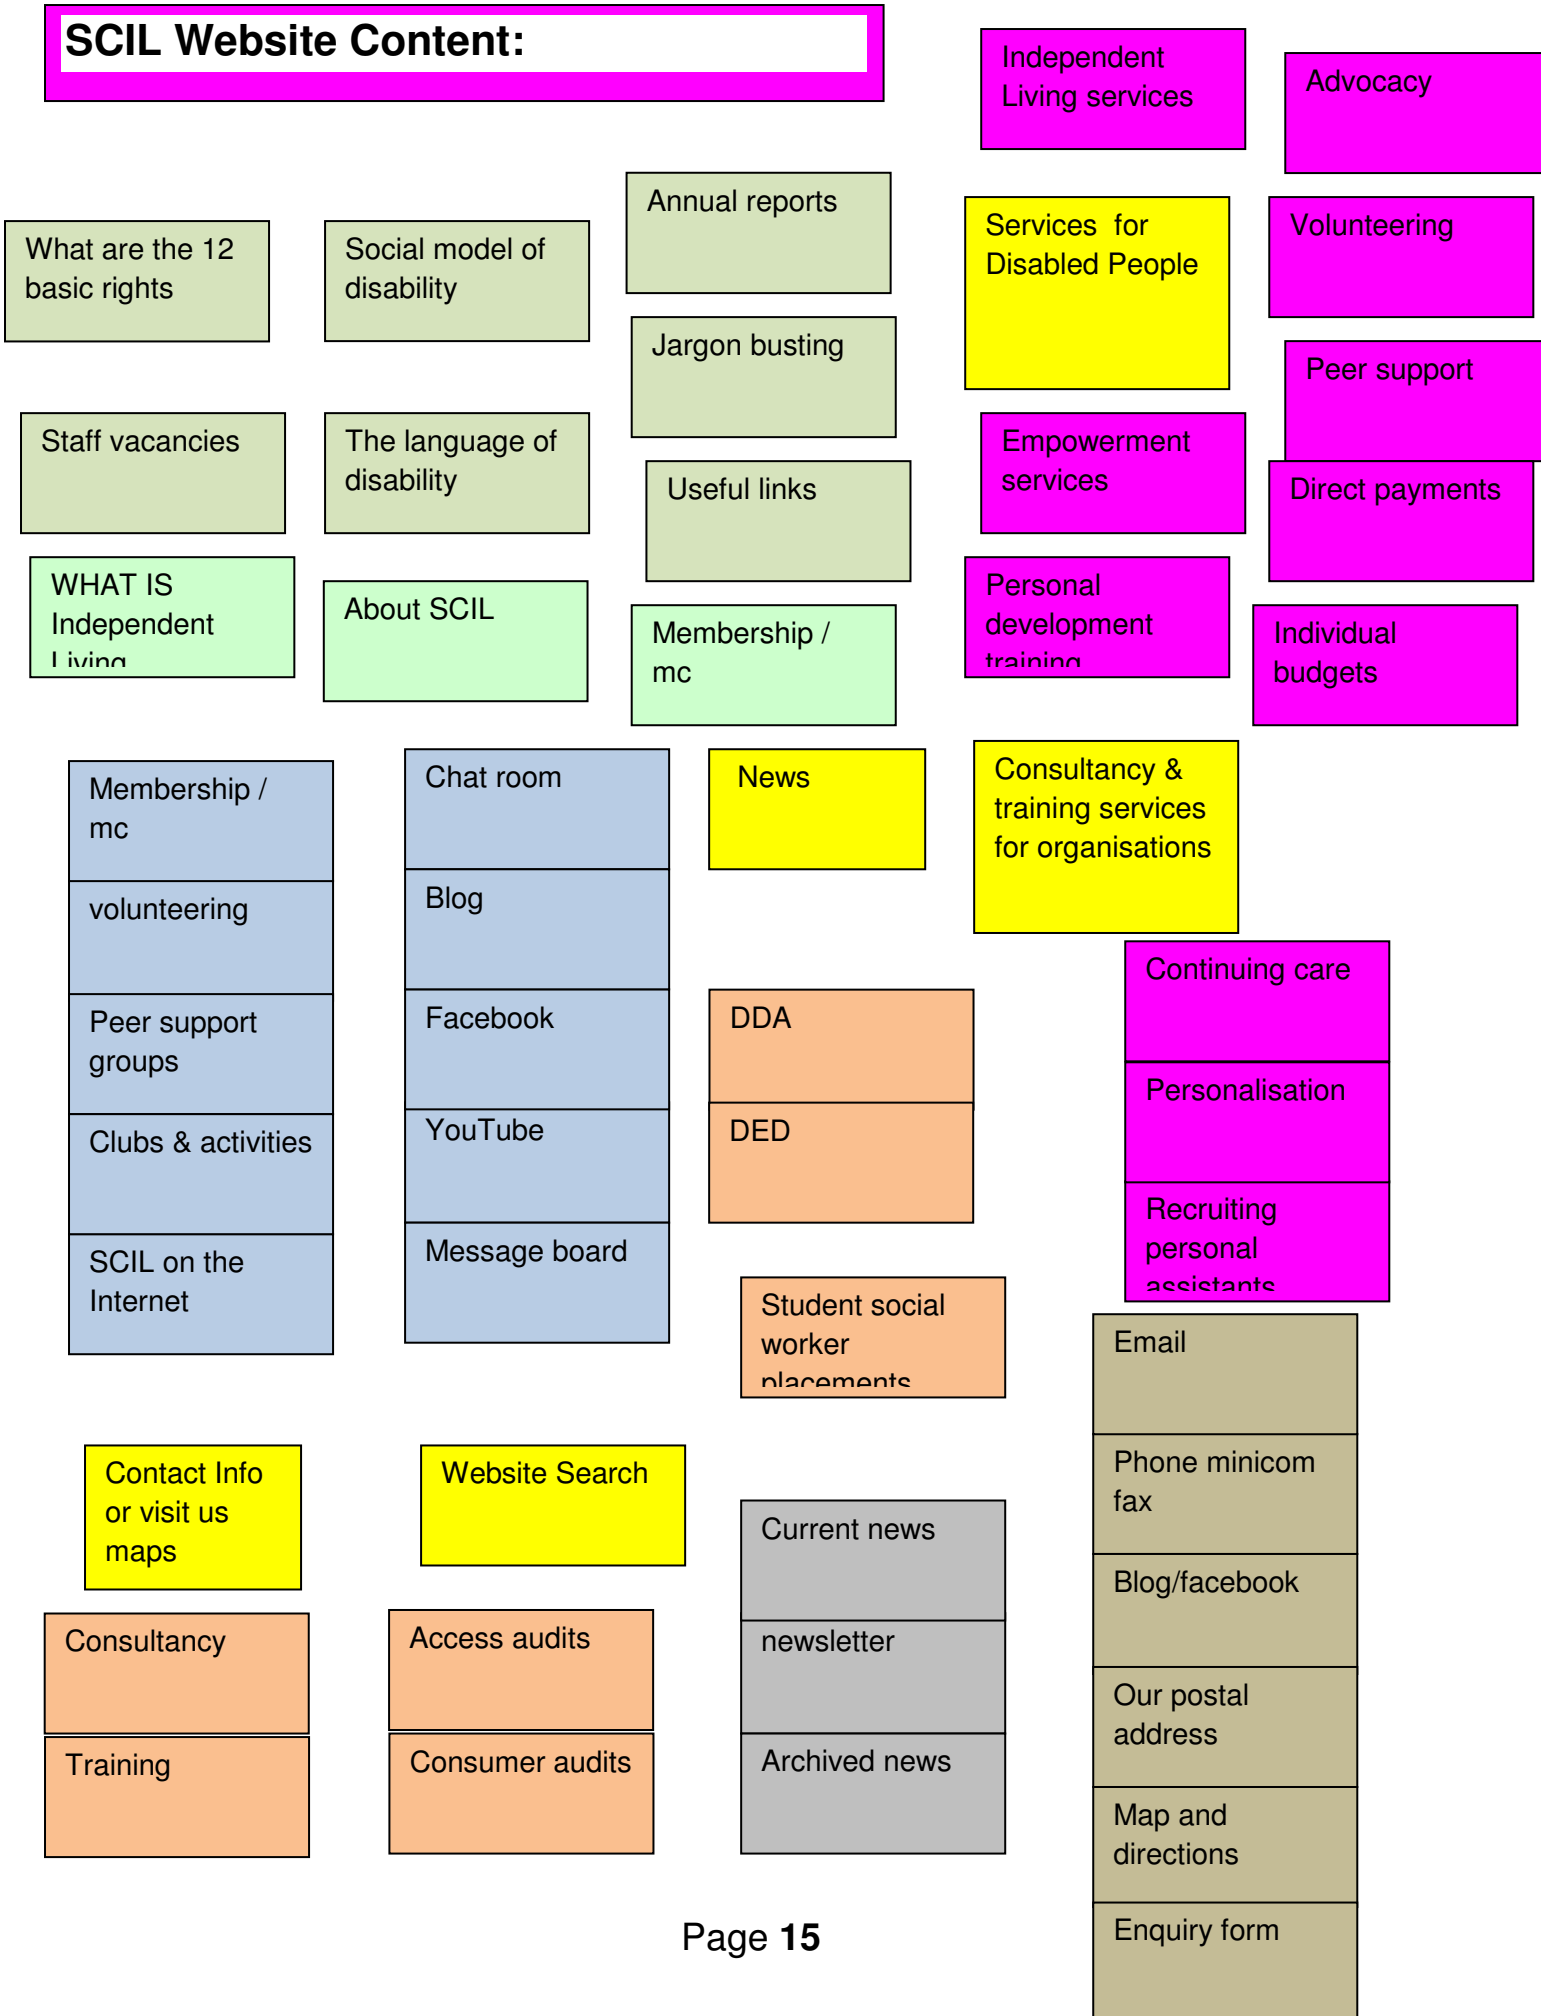 SCIL Website Content:
Independent
Living services
Advocacy
Annual reports
Services for
Disabled People
Volunteering
What are the 12
basic rights
Social model of
disability
Jargon busting
Peer support
Staff vacancies
The language of
disability
Empowerment
services
Useful links
Direct payments
WHAT IS
Independent
Living
About SCIL
Membership /
mc
Personal
development
training
Individual
budgets
Membership /
mc
volunteering
Peer support
groups
Clubs & activities
SCIL on the
Internet
Chat room
Blog
Facebook
YouTube
Message board
News
Consultancy &
training services
for organisations
DDA
DED
Student social
worker
placements
Continuing care
Personalisation
Recruiting
personal
assistants
Contact Info
or visit us
maps
Website Search
Consultancy
Training
Access audits
Consumer audits
Current news
newsletter
Archived news
Email
Phone minicom
fax
Blog/facebook
Our postal
address
Map and
directions
Enquiry form
Page 15